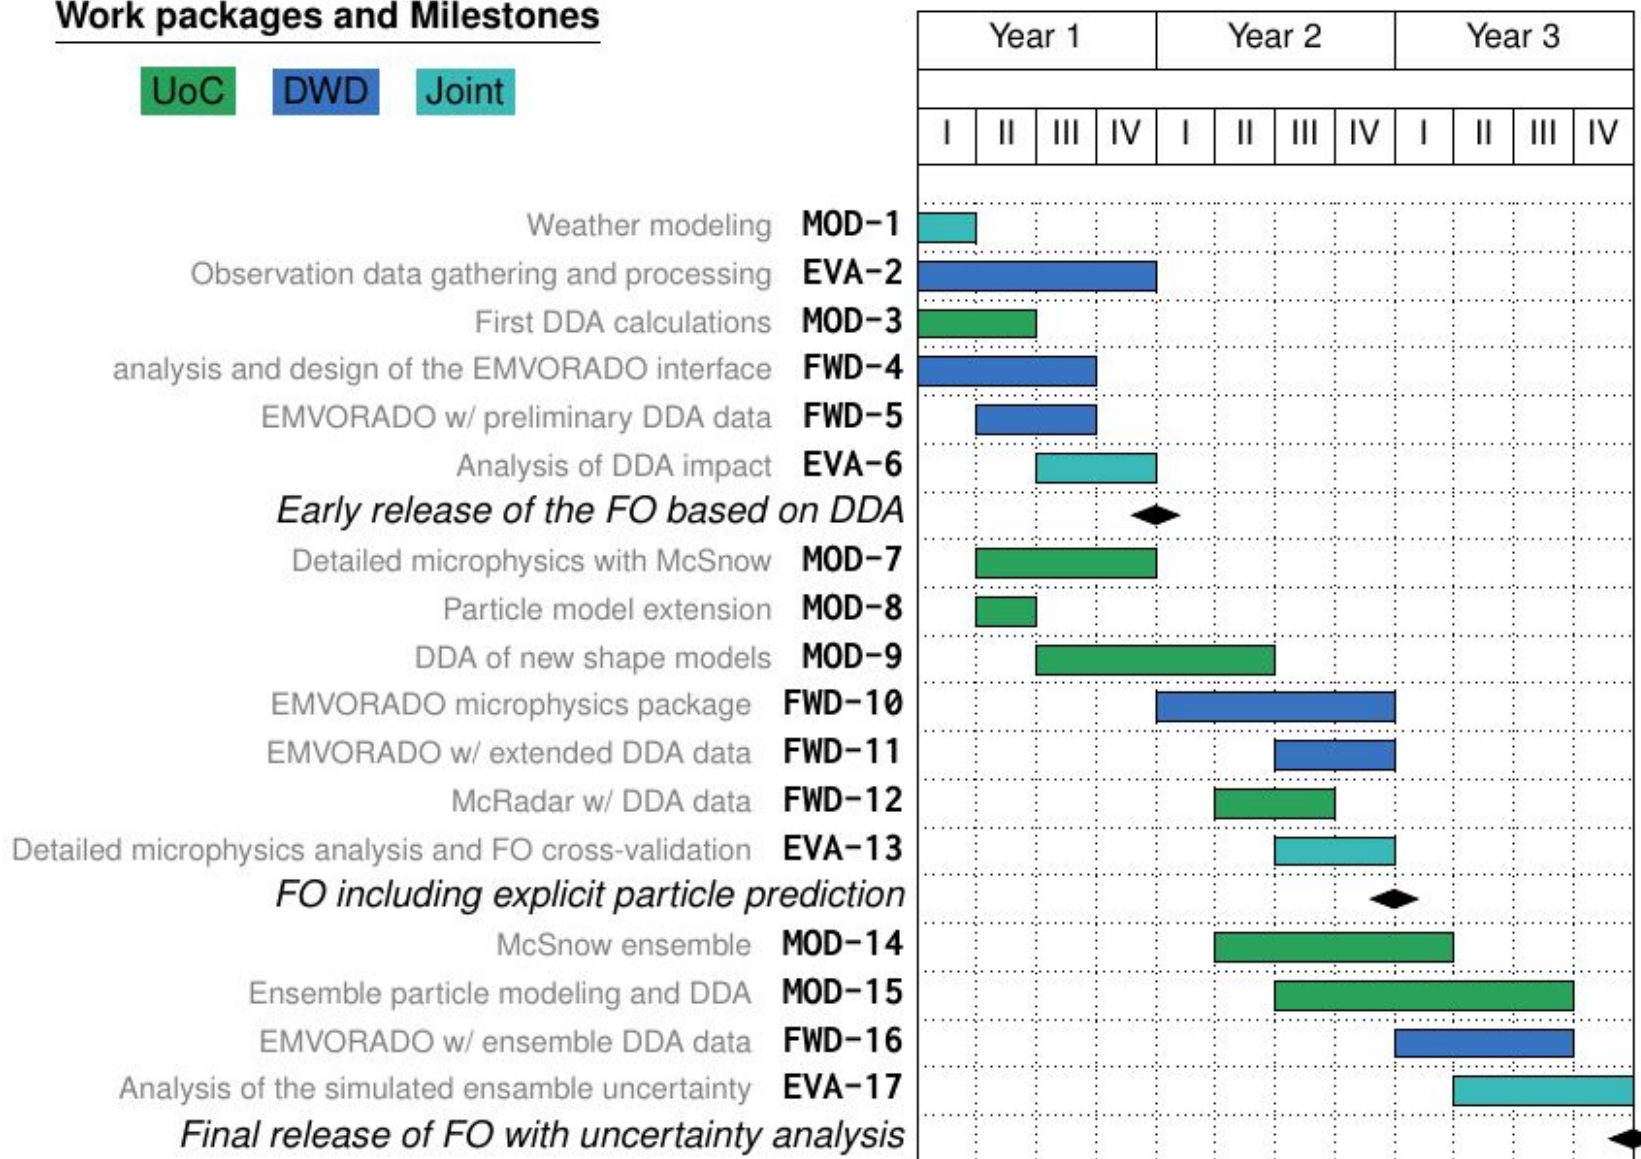 Work packages and Milestones
UoC DWD Joint
Year 1 Year 2 Year 3
I II III IV I II III IV I II III IV
Weather modeling MOD-1
Observation data gathering and processing EVA-2
First DDA calculations MOD-3
analysis and design of the EMVORADO interface FWD-4
EMVORADO w/ preliminary DDA data FWD-5
Analysis of DDA impact EVA-6
Early release of the FO based on DDA
Detailed microphysics with McSnow MOD-7
Particle model extension MOD-8
DDA of new shape models MOD-9
EMVORADO microphysics package FWD-10
EMVORADO w/ extended DDA data FWD-11
McRadar w/ DDA data FWD-12
Detailed microphysics analysis and FO cross-validation EVA-13
FO including explicit particle prediction
McSnow ensemble MOD-14
Ensemble particle modeling and DDA MOD-15
EMVORADO w/ ensemble DDA data FWD-16
Analysis of the simulated ensamble uncertainty EVA-17
Final release of FO with uncertainty analysis